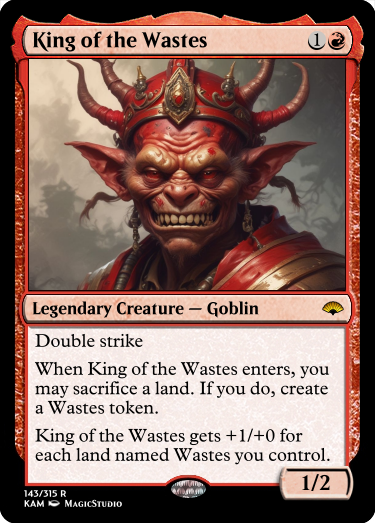 King of the Wastes 1
Legendary Creature — Goblin
Double strike
When King of the Wastes enters, you
may sacrifice a land. If you do, create
a Wastes token.
King of the Wastes gets +1/+0 for
each land named Wastes you control.
1/2
143/315 R
KAM MagicStudio